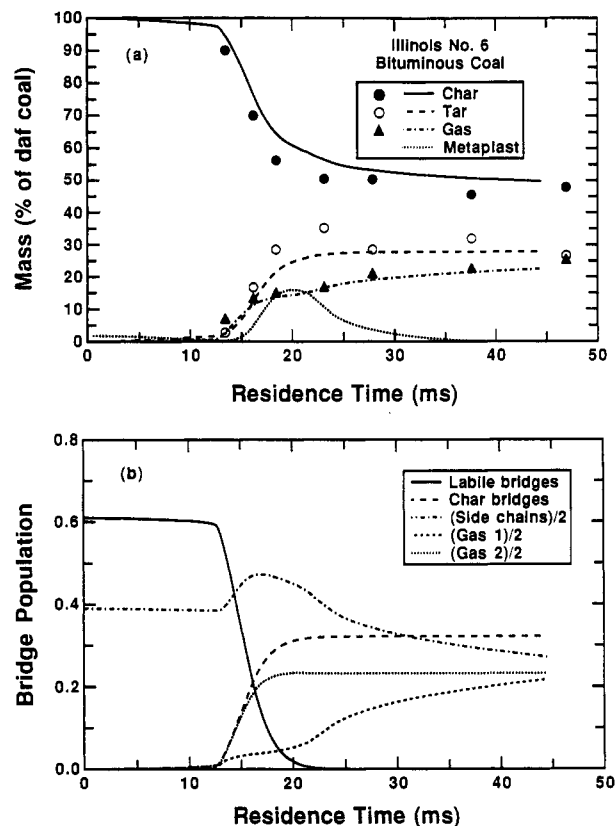 (a)
Illinois No. 6
Bituminous Coal
Char
Tar
Gas
Metaplast
Mass (% of daf coal)
100
90
80
70
60
50
40
30
20
10
0
0 10 20 30 40 50
Residence Time (ms)
(b)
Labile bridges
Char bridges
(Side chains)/2
(Gas 1)/2
(Gas 2)/2
Bridge Population
0.8
0.6
0.4
0.2
0.0
0 10 20 30 40 50
Residence Time (ms)